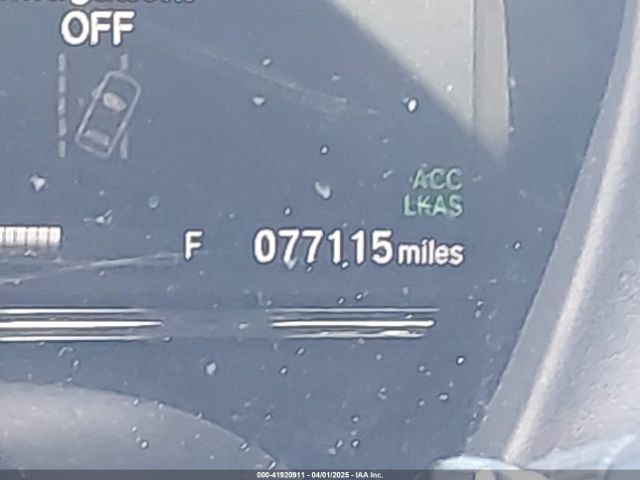 OFF
ACC
LKAS
F 077115 miles
000-41920911 - 04/01/2025 - IAA Inc.